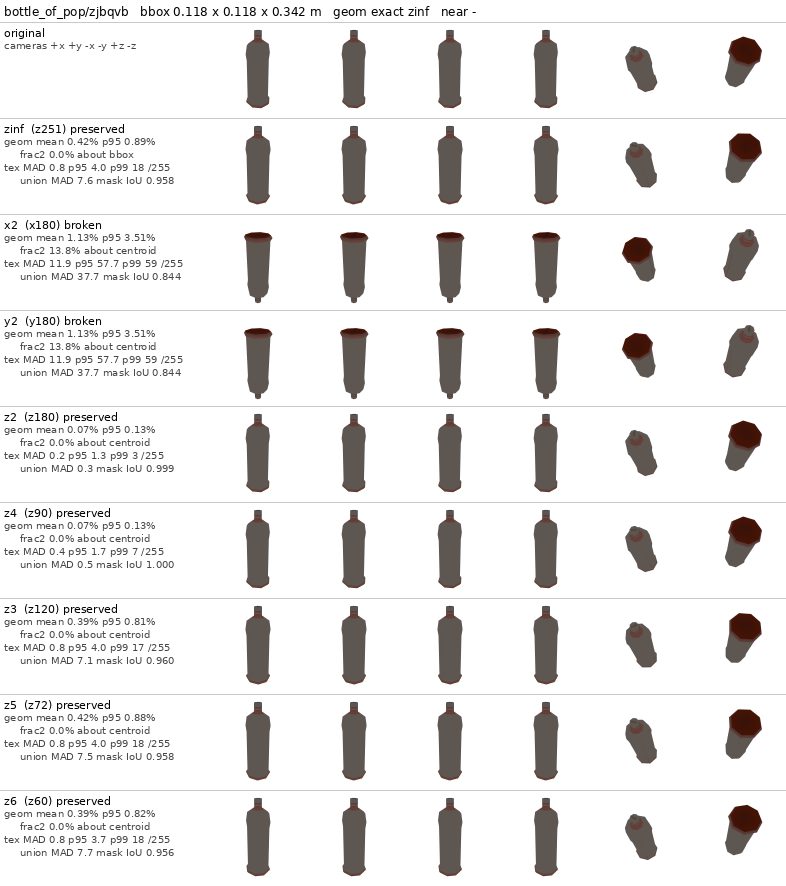 bottle_of_pop/zjbqvb   bbox 0.118 x 0.118 x 0.342 m   geom exact zinf   near -
original
cameras +x +y -x -y +z -z
zinf  (z251) preserved
geom mean 0.42% p95 0.89%
frac2 0.0% about bbox
tex MAD 0.8 p95 4.0 p99 18 /255
union MAD 7.6 mask IoU 0.958
x2  (x180) broken
geom mean 1.13% p95 3.51%
frac2 13.8% about centroid
tex MAD 11.9 p95 57.7 p99 59 /255
union MAD 37.7 mask IoU 0.844
y2  (y180) broken
geom mean 1.13% p95 3.51%
frac2 13.8% about centroid
tex MAD 11.9 p95 57.7 p99 59 /255
union MAD 37.7 mask IoU 0.844
z2  (z180) preserved
geom mean 0.07% p95 0.13%
frac2 0.0% about centroid
tex MAD 0.2 p95 1.3 p99 3 /255
union MAD 0.3 mask IoU 0.999
z4  (z90) preserved
geom mean 0.07% p95 0.13%
frac2 0.0% about centroid
tex MAD 0.4 p95 1.7 p99 7 /255
union MAD 0.5 mask IoU 1.000
z3  (z120) preserved
geom mean 0.39% p95 0.81%
frac2 0.0% about centroid
tex MAD 0.8 p95 4.0 p99 17 /255
union MAD 7.1 mask IoU 0.960
z5  (z72) preserved
geom mean 0.42% p95 0.88%
frac2 0.0% about centroid
tex MAD 0.8 p95 4.0 p99 18 /255
union MAD 7.5 mask IoU 0.958
z6  (z60) preserved
geom mean 0.39% p95 0.82%
frac2 0.0% about centroid
tex MAD 0.8 p95 3.7 p99 18 /255
union MAD 7.7 mask IoU 0.956